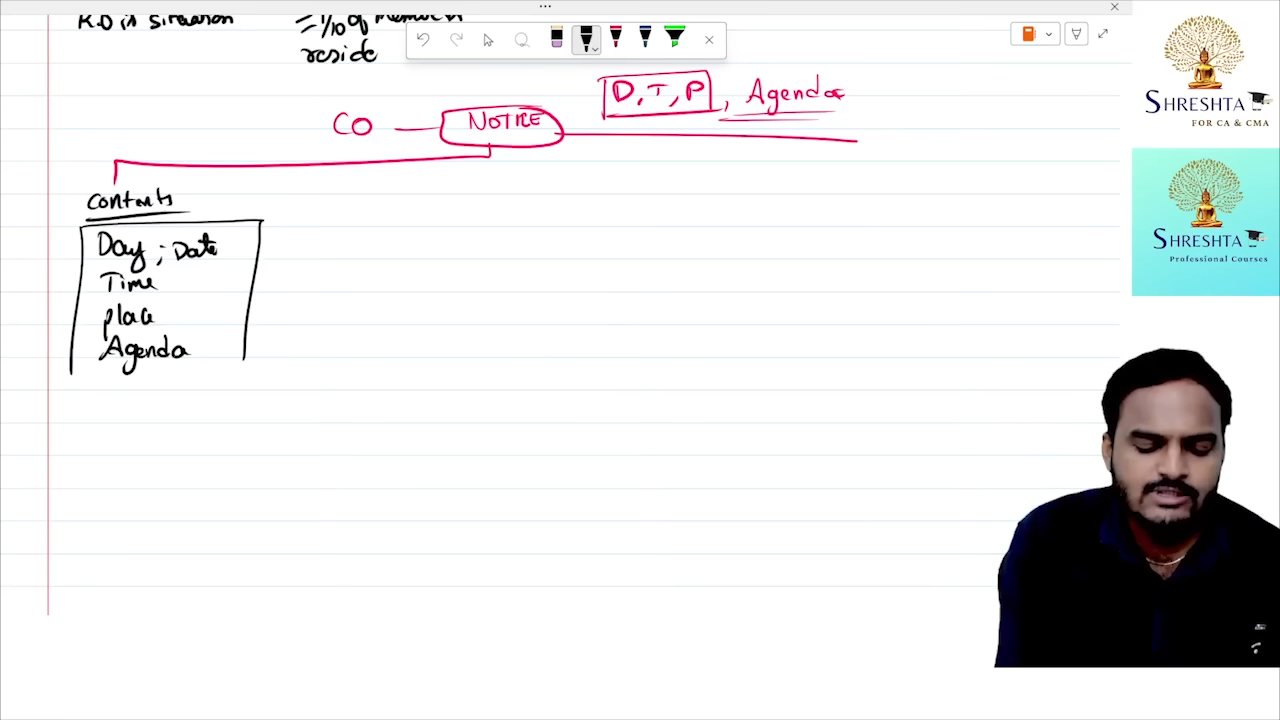 R.O is situation
= 1/10 of members
reside
D, T, P, Agenda
CO — NOTICE
Contents
Day ; Date
Time
place
Agenda
SHRESHTA
FOR CA & CMA
SHRESHTA
Professional Courses